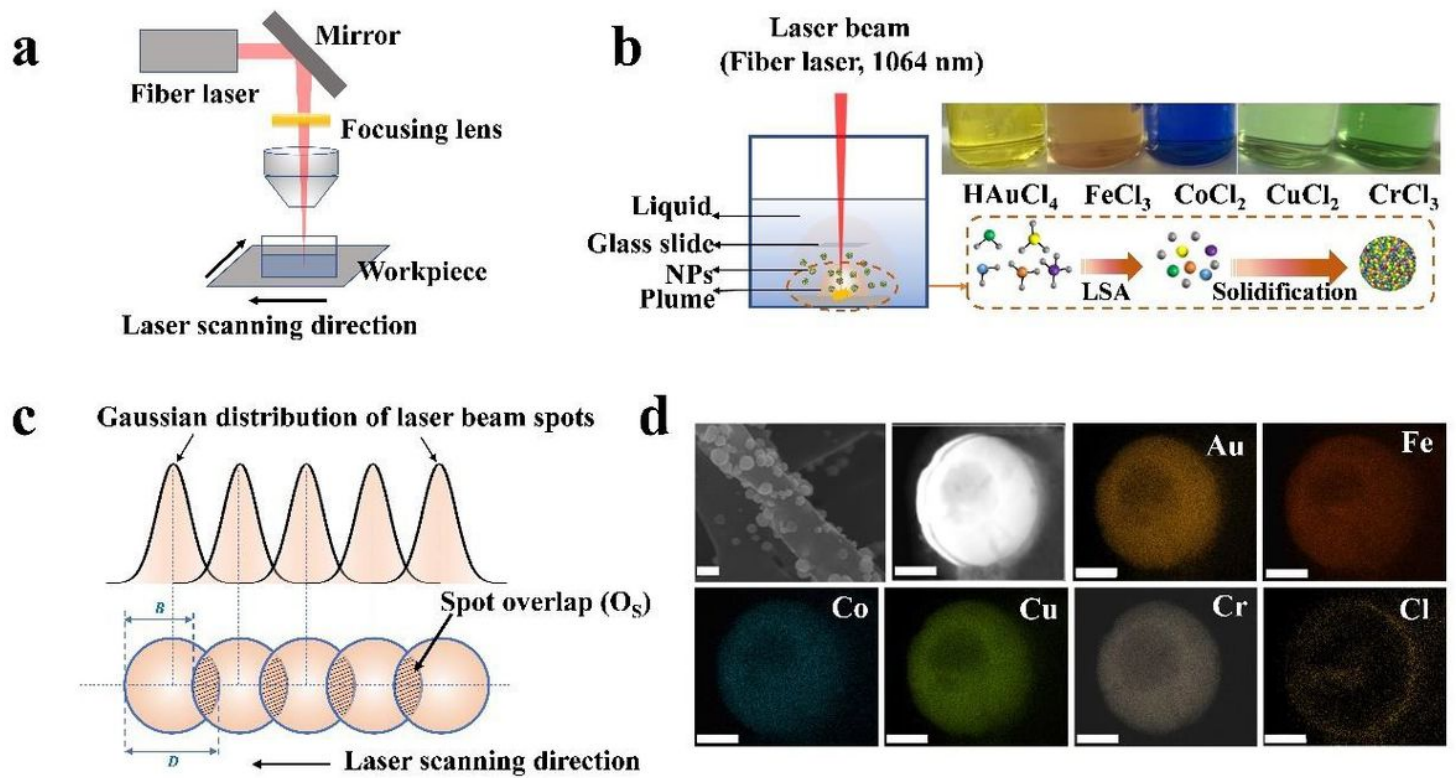 a
Mirror
Fiber laser
Focusing lens
Workpiece
Laser scanning direction
b
Laser beam
(Fiber laser, 1064 nm)
Liquid
Glass slide
NPs
Plume
HAuCl4 FeCl3 CoCl2 CuCl2 CrCl3
LSA
Solidification
c
Gaussian distribution of laser beam spots
Spot overlap (OS)
B
D
Laser scanning direction
d
Au
Fe
Co
Cu
Cr
Cl